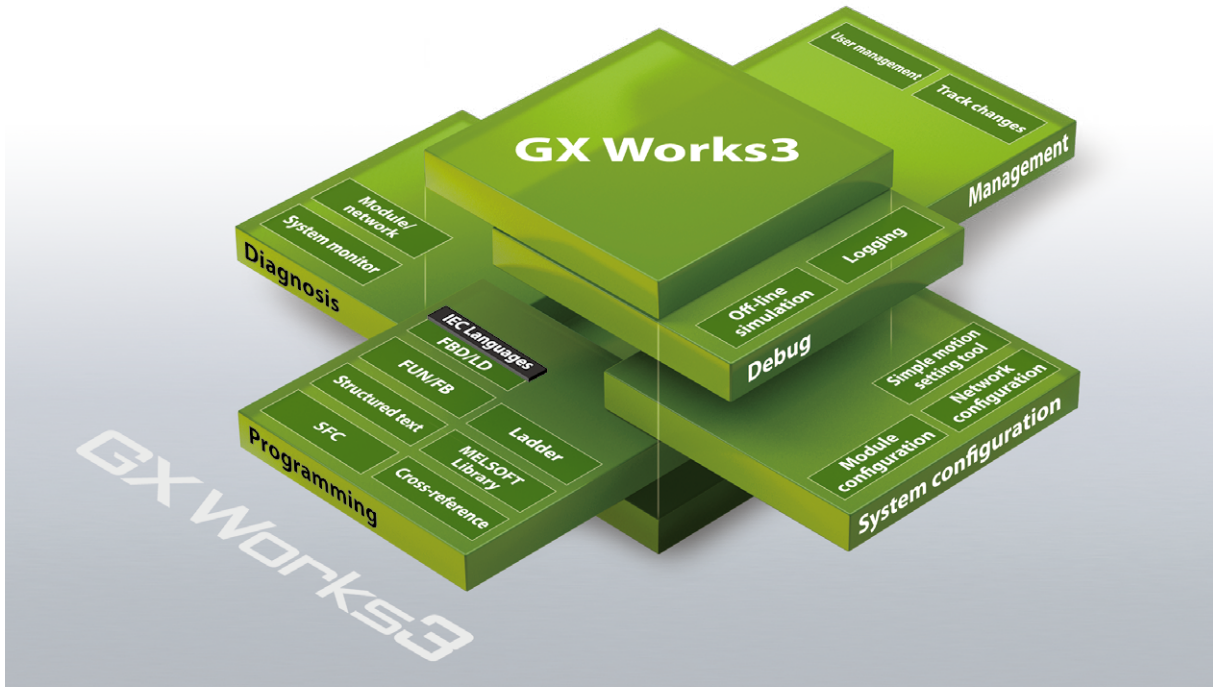 GX Works3
User management
Track changes
Management
Module/
network
System monitor
Diagnosis
Logging
Off-line
simulation
Debug
IEC Languages
FBD/LD
FUN/FB
Structured text
SFC
Ladder
MELSOFT
Library
Cross-reference
Programming
Simple motion
setting tool
Network
configuration
Module
configuration
System configuration
GX Works3